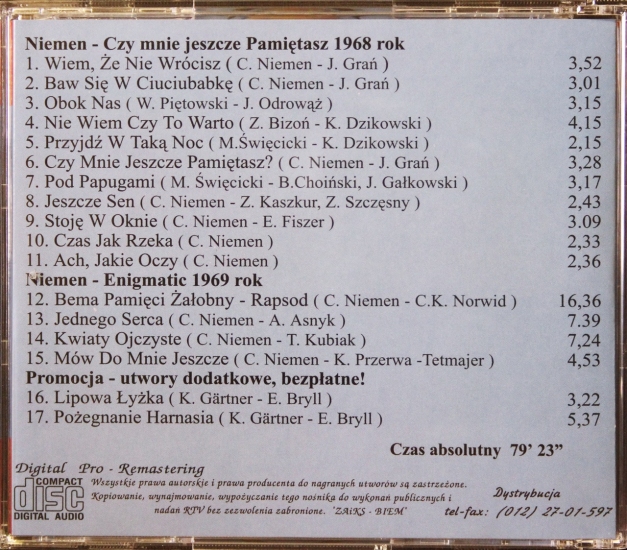 Niemen - Czy mnie jeszcze Pamiętasz 1968 rok
1. Wiem, Że Nie Wrócisz ( C. Niemen - J. Grań ) 3,52
2. Baw Się W Ciuciubabkę ( C. Niemen - J. Grań ) 3,01
3. Obok Nas ( W. Piętowski - J. Odrowąż ) 3,15
4. Nie Wiem Czy To Warto ( Z. Bizoń - K. Dzikowski ) 4,15
5. Przyjdź W Taką Noc ( M.Święcicki - K. Dzikowski ) 2,15
6. Czy Mnie Jeszcze Pamiętasz? ( C. Niemen - J. Grań ) 3,28
7. Pod Papugami ( M. Święcicki - B.Choiński, J. Gałkowski ) 3,17
8. Jeszcze Sen ( C. Niemen - Z. Kaszkur, Z. Szczęsny ) 2,43
9. Stoję W Oknie ( C. Niemen - E. Fiszer ) 3.09
10. Czas Jak Rzeka ( C. Niemen ) 2,33
11. Ach, Jakie Oczy ( C. Niemen ) 2,36
Niemen - Enigmatic 1969 rok
12. Bema Pamięci Żałobny - Rapsod ( C. Niemen - C.K. Norwid ) 16,36
13. Jednego Serca ( C. Niemen - A. Asnyk ) 7.39
14. Kwiaty Ojczyste ( C. Niemen - T. Kubiak ) 7,24
15. Mów Do Mnie Jeszcze ( C. Niemen - K. Przerwa -Tetmajer ) 4,53
Promocja - utwory dodatkowe, bezpłatne!
16. Lipowa Łyżka ( K. Gärtner - E. Bryll ) 3,22
17. Pożegnanie Harnasia ( K. Gärtner - E. Bryll ) 5,37
Czas absolutny 79' 23"
Digital Pro - Remastering
COMPACT disc DIGITAL AUDIO
Wszystkie prawa autorskie i prawa producenta do nagranych utworów są zastrzeżone.
Kopiowanie, wynajmowanie, wypożyczanie tego nośnika do wykonań publicznych i
nadań RTV bez zezwolenia zabronione. 'ZAiKS - BIEM'
Dystrybucja
tel-fax: (012) 27-01-597